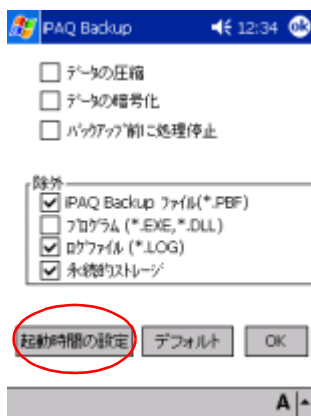 iPAQ Backup 12:34 ok
データの圧縮
データの暗号化
バックアップ前に処理停止
除外
iPAQ Backup ファイル(*.PBF)
プログラム (*.EXE,*.DLL)
ログファイル (*.LOG)
永続的ストレージ
起動時間の設定 デフォルト OK
A